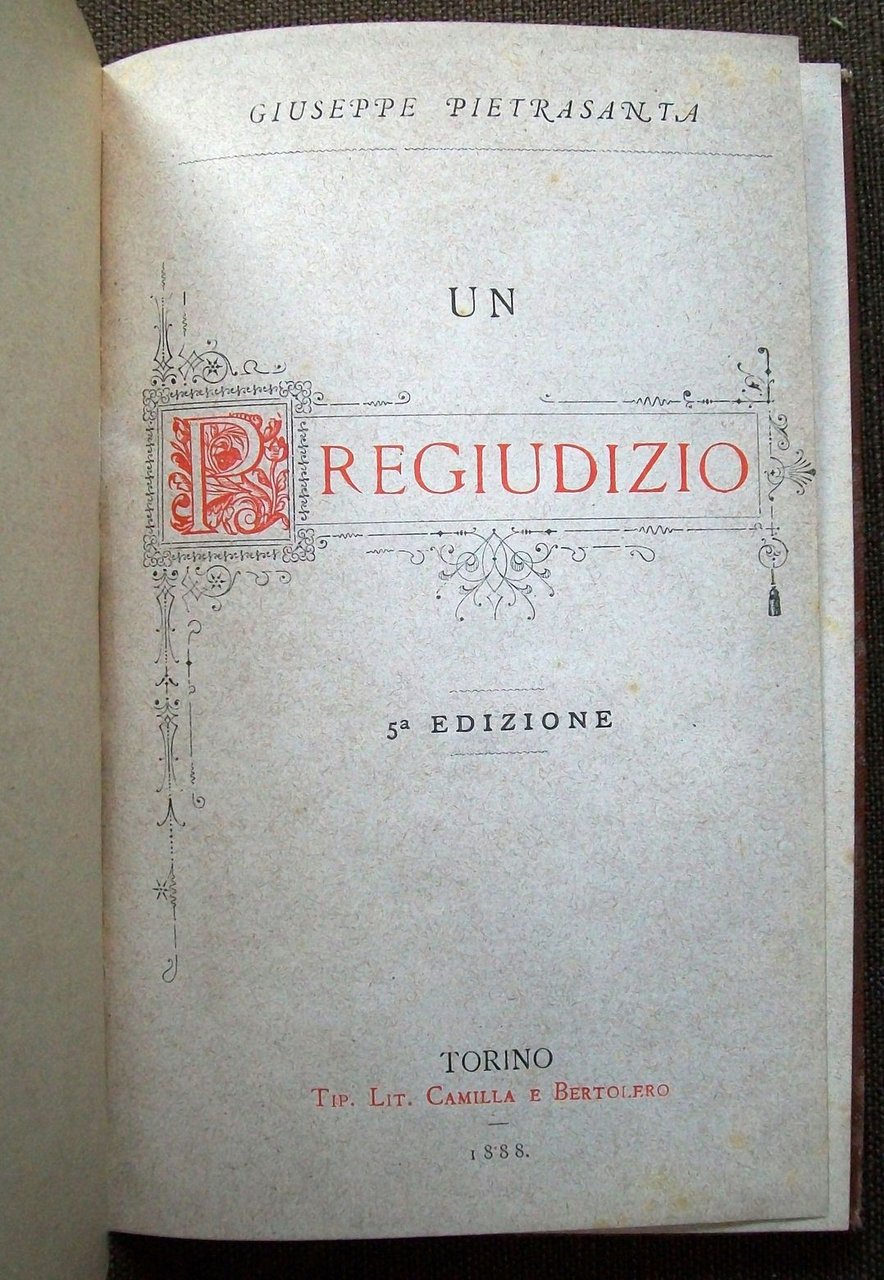 GIUSEPPE PIETRASANTA
UN
PREGIUDIZIO
5ª EDIZIONE
TORINO
TIP. LIT. CAMILLA E BERTOLERO
1888.